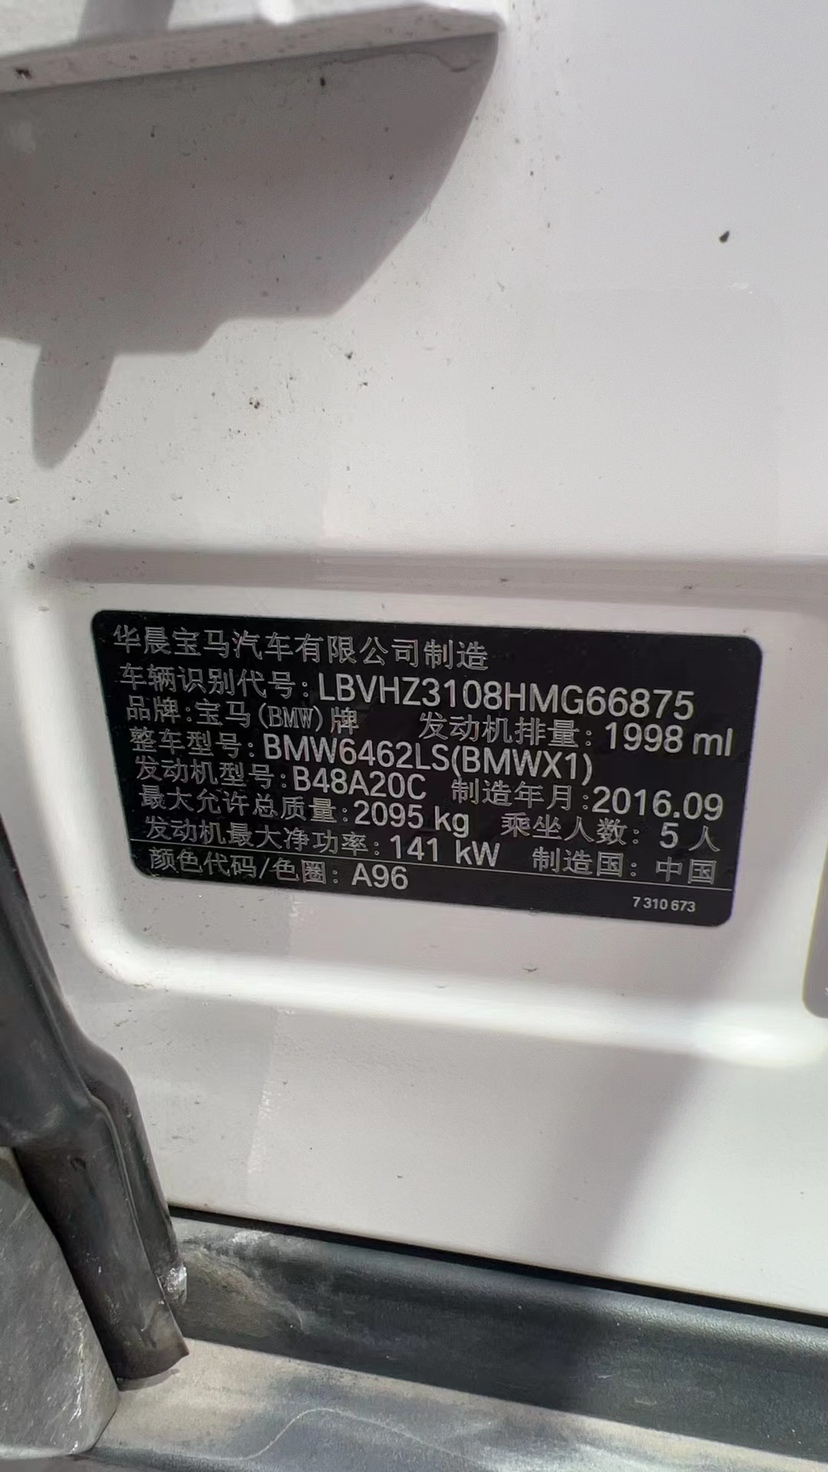 华晨宝马汽车有限公司制造
车辆识别代号: LBVHZ3108HMG66875
品牌: 宝马(BMW)牌 发动机排量: 1998 ml
整车型号: BMW6462LS(BMWX1)
发动机型号: B48A20C 制造年月: 2016.09
最大允许总质量: 2095 kg 乘坐人数: 5 人
发动机最大净功率: 141 kW 制造国: 中国
颜色代码/色圈: A96
7 310 673